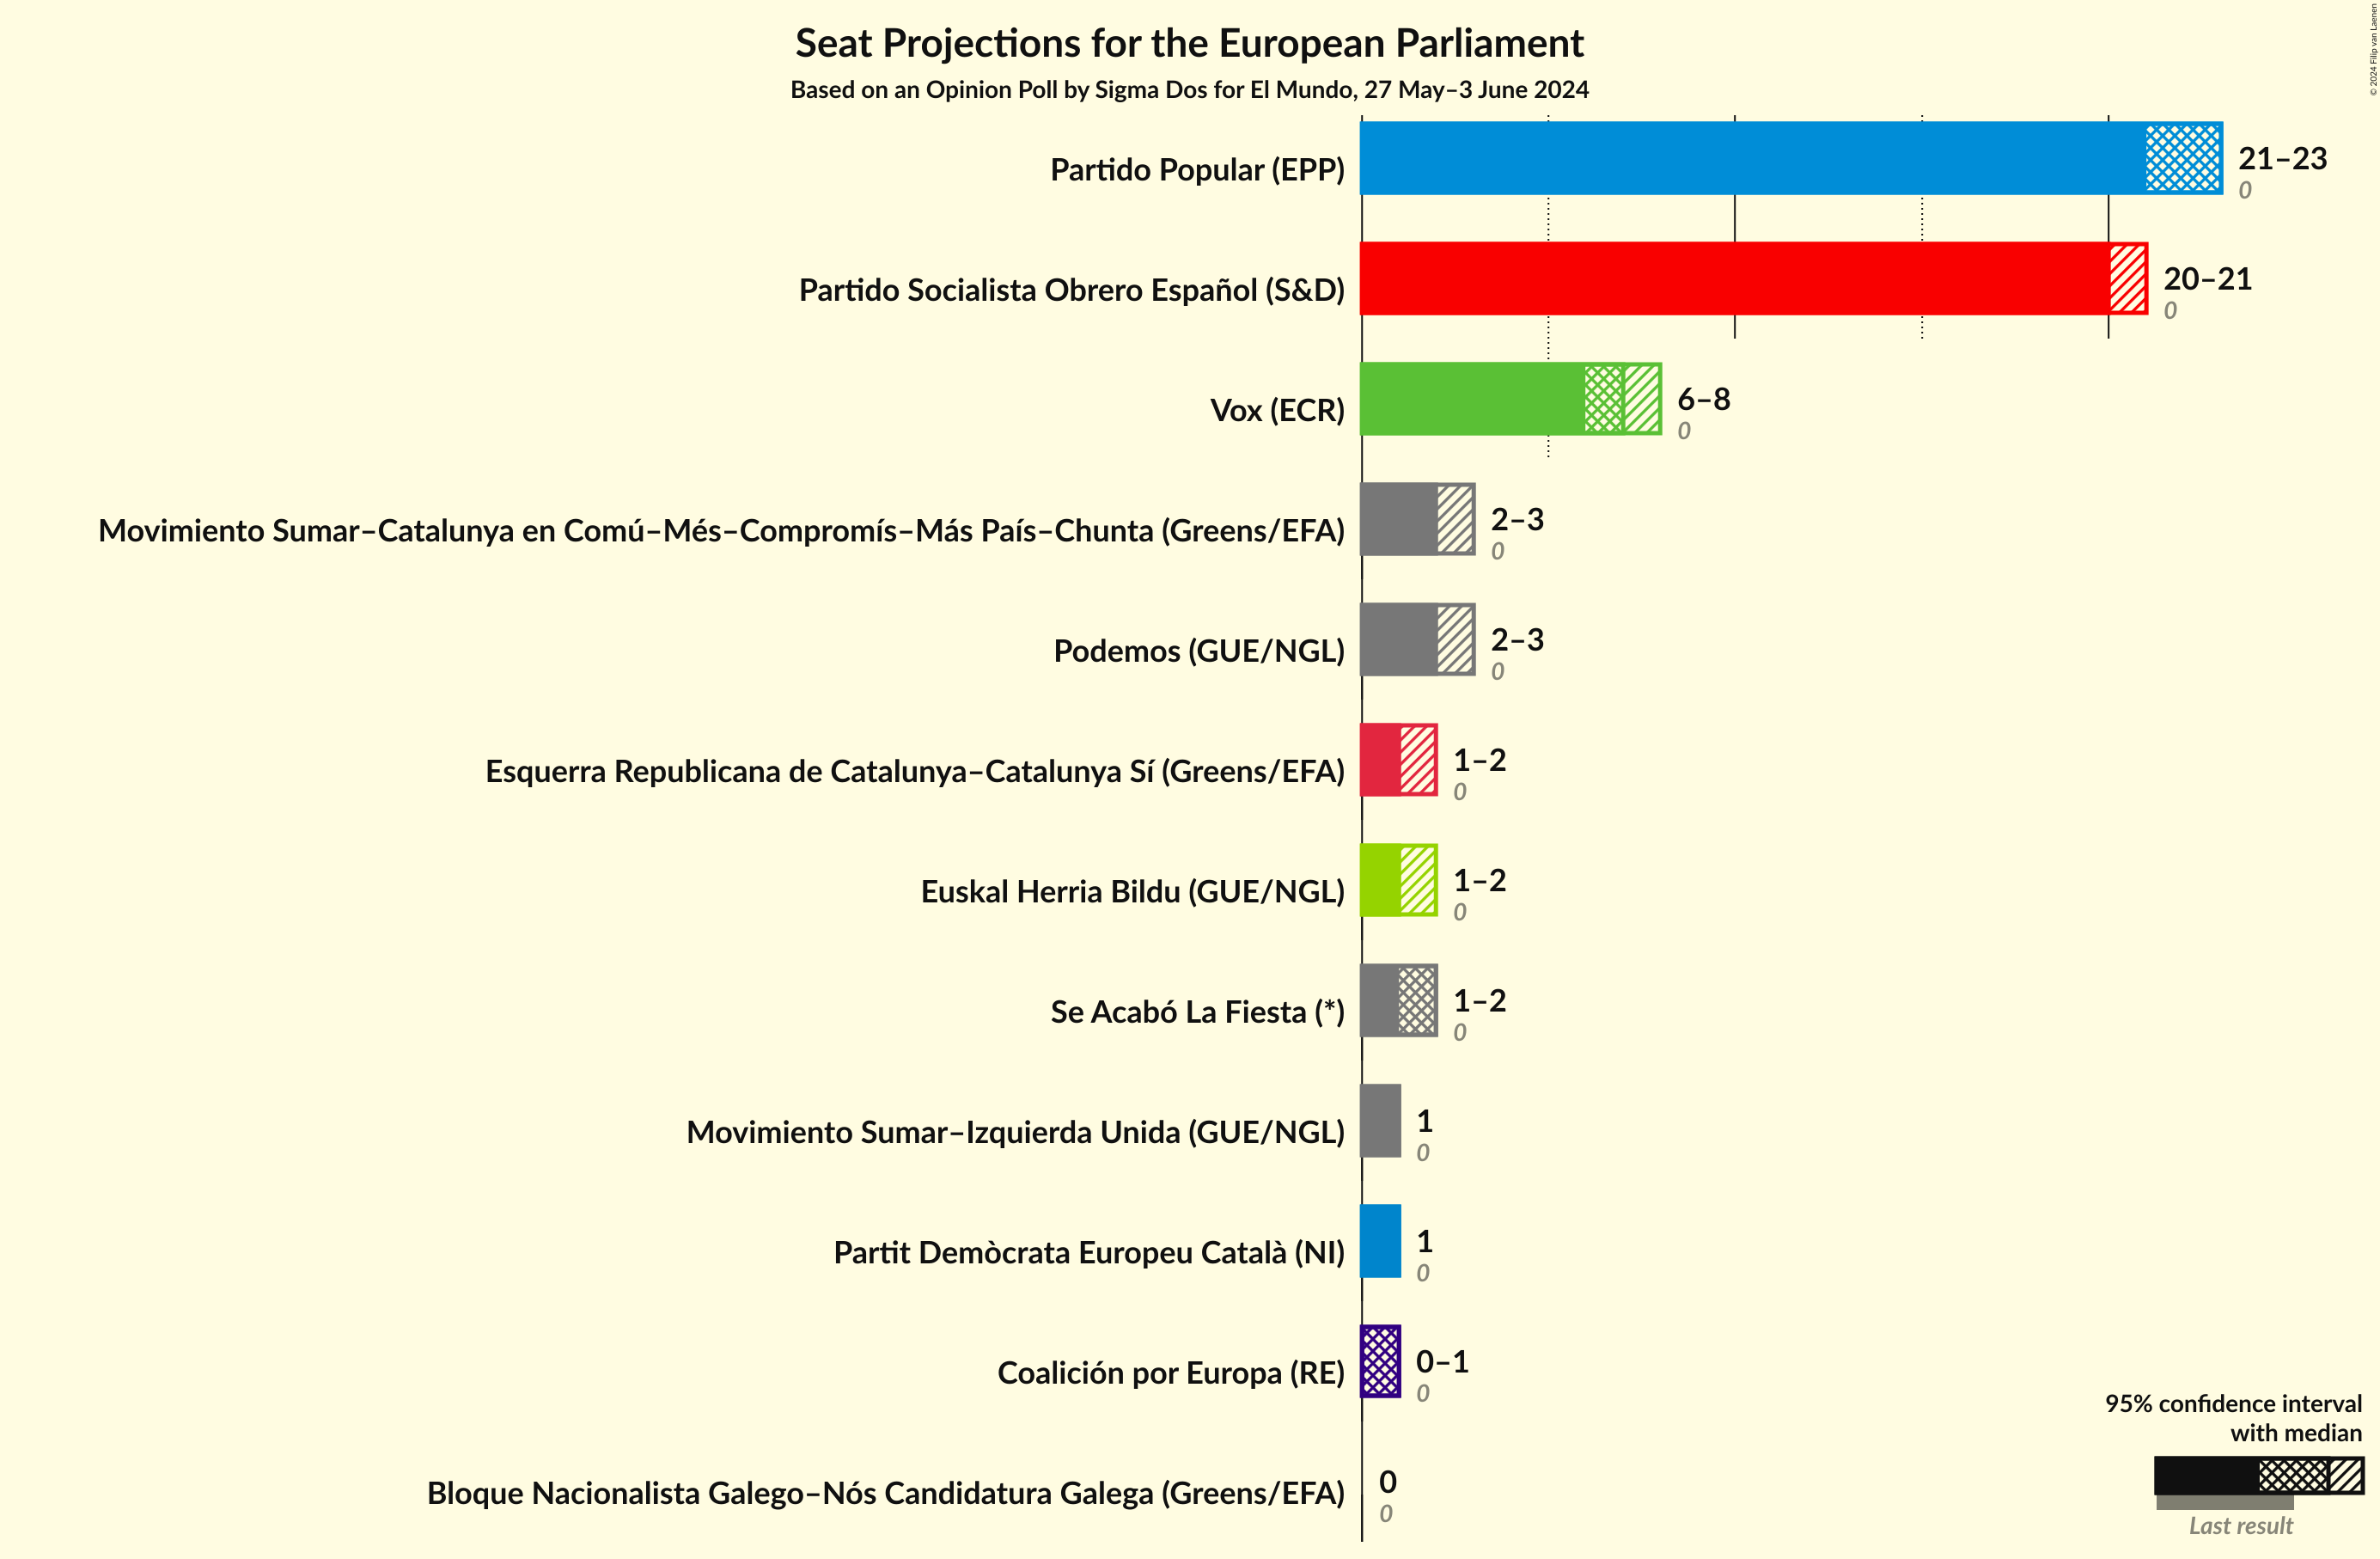 Seat Projections for the European Parliament
Based on an Opinion Poll by Sigma Dos for El Mundo, 27 May–3 June 2024
© 2024 Filip van Laenen
Partido Popular (EPP)
21–23
0
Partido Socialista Obrero Español (S&D)
20–21
0
Vox (ECR)
6–8
0
Movimiento Sumar–Catalunya en Comú–Més–Compromís–Más País–Chunta (Greens/EFA)
2–3
0
Podemos (GUE/NGL)
2–3
0
Esquerra Republicana de Catalunya–Catalunya Sí (Greens/EFA)
1–2
0
Euskal Herria Bildu (GUE/NGL)
1–2
0
Se Acabó La Fiesta (*)
1–2
0
Movimiento Sumar–Izquierda Unida (GUE/NGL)
1
0
Partit Demòcrata Europeu Català (NI)
1
0
Coalición por Europa (RE)
0–1
0
Bloque Nacionalista Galego–Nós Candidatura Galega (Greens/EFA)
0
0
95% confidence interval
with median
Last result